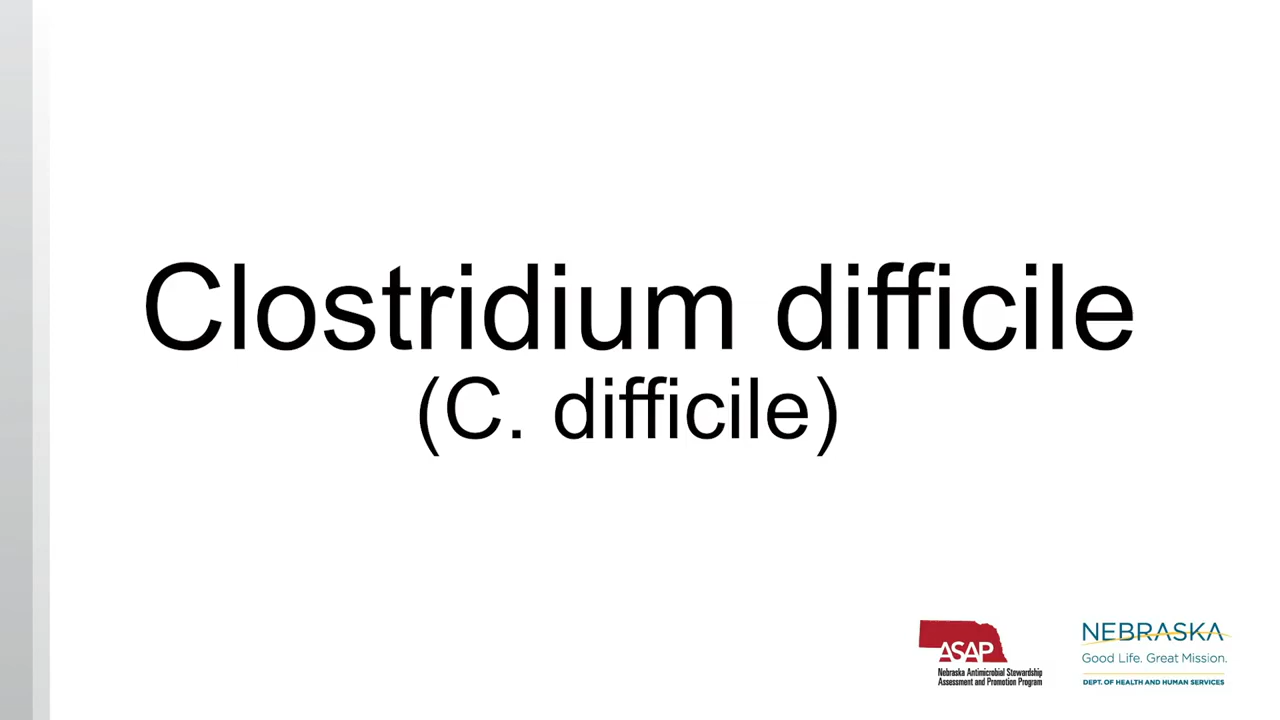 Clostridium difficile
(C. difficile)
ASAP
Nebraska Antimicrobial Stewardship
Assessment and Promotion Program
NEBRASKA
Good Life. Great Mission.
DEPT. OF HEALTH AND HUMAN SERVICES